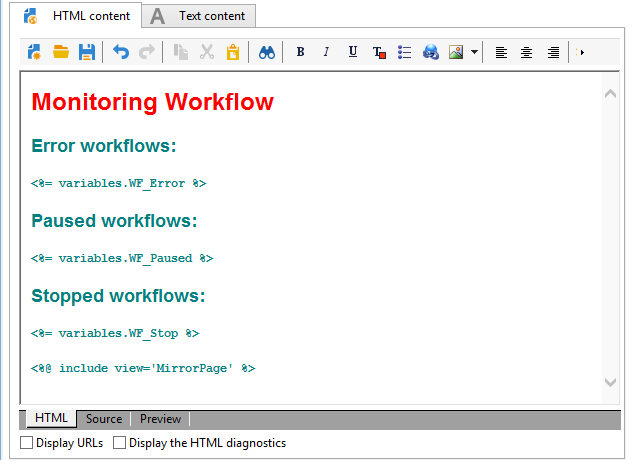 HTML content
Text content
B I U T
Monitoring Workflow
Error workflows:
<%= variables.WF_Error %>
Paused workflows:
<%= variables.WF_Paused %>
Stopped workflows:
<%= variables.WF_Stop %>
<%@ include view='MirrorPage' %>
HTML Source Preview
Display URLs Display the HTML diagnostics